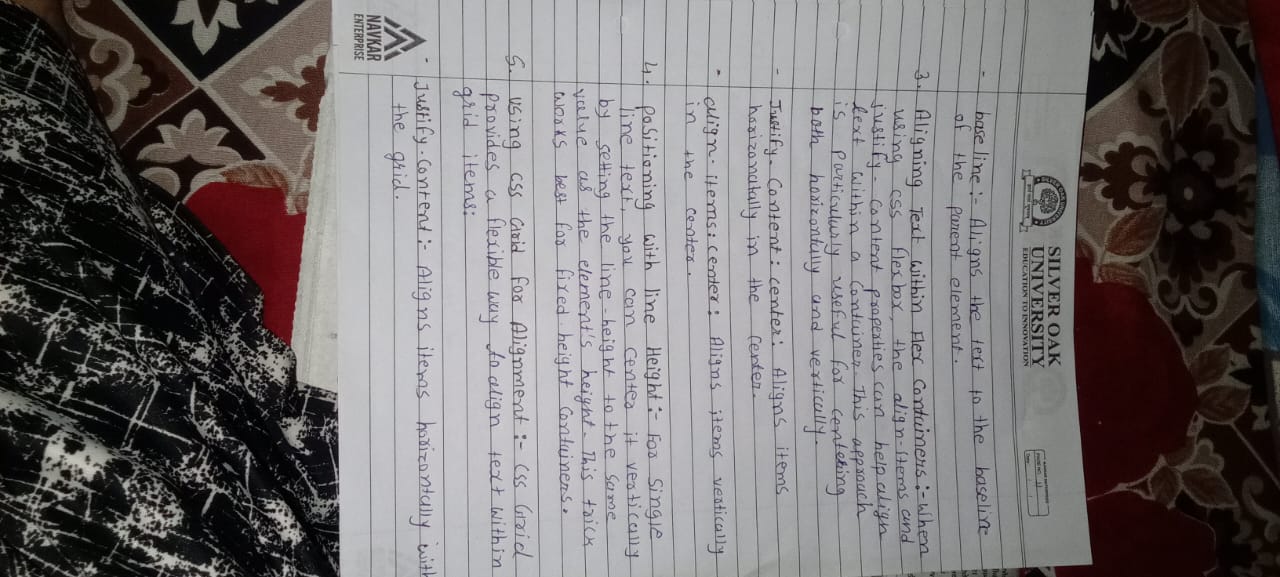 SILVER OAK
UNIVERSITY
EDUCATION TO INNOVATION
- base line :- Aligns the text to the baseline
of the parent element.
3. Aligning Text within Flex Containers :- When
using css flexbox, the align-items and
justify-content properties can help align
text within a container. This approach
is particularly useful for centering
both horizontally and vertically
- Justify-content : center : Aligns items
horizonatally in the center.
- align-items : center : Aligns items vertically
in the center.
4. positioning with line Height :- For single
line text, you can center it vertically
by seting the line-height to the same
value as the element's height. This trick
works best for fixed-height containers.
5. using css Grid for Alignment :- css Grid
provides a flexible way to align text within
grid items:
- Justify-content :- Aligns items horizontally with
the grid.
NAVKAR
ENTERPRISE